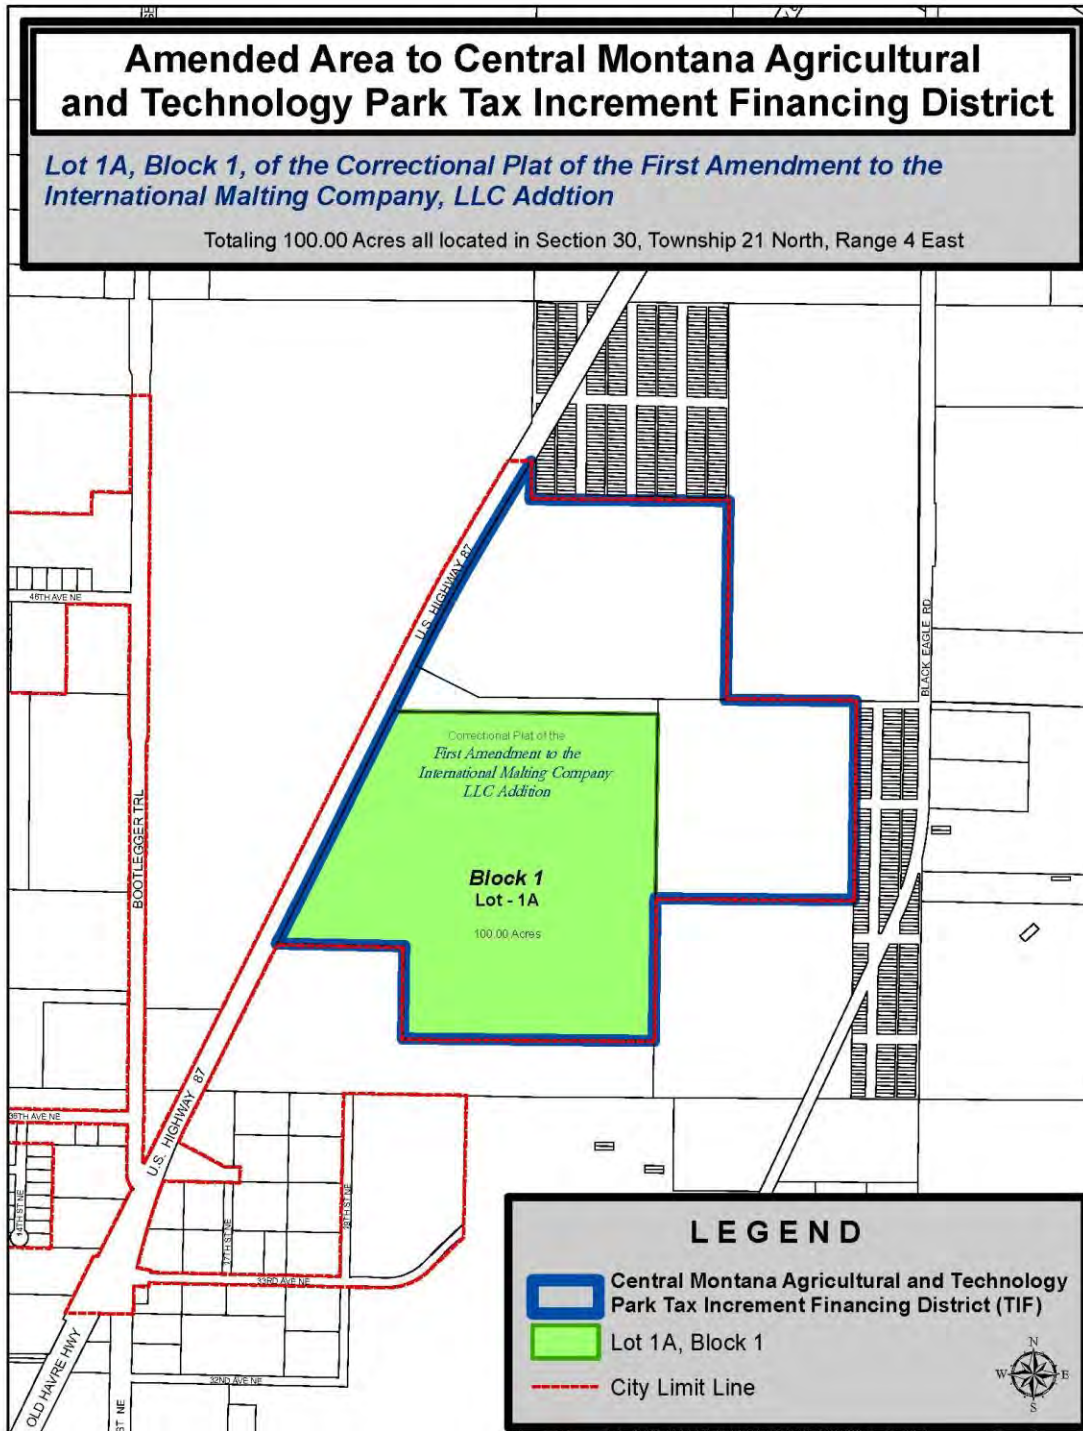 Amended Area to Central Montana Agricultural
and Technology Park Tax Increment Financing District
Lot 1A, Block 1, of the Correctional Plat of the First Amendment to the
International Malting Company, LLC Addtion
Totaling 100.00 Acres all located in Section 30, Township 21 North, Range 4 East
U.S. HIGHWAY 87
46TH AVE NE
BLACK EAGLE RD
Correctional Plat of the
First Amendment to the
International Malting Company
LLC Addition
BOOTLEGGER TRL
Block 1
Lot - 1A
100.00 Acres
U.S. HIGHWAY 87
36TH AVE NE
14TH ST NE
17TH ST NE
18TH ST NE
33RD AVE NE
32ND AVE NE
OLD HAVRE HWY
ST NE
LEGEND
Central Montana Agricultural and Technology
Park Tax Increment Financing District (TIF)
Lot 1A, Block 1
City Limit Line
N
W E
S